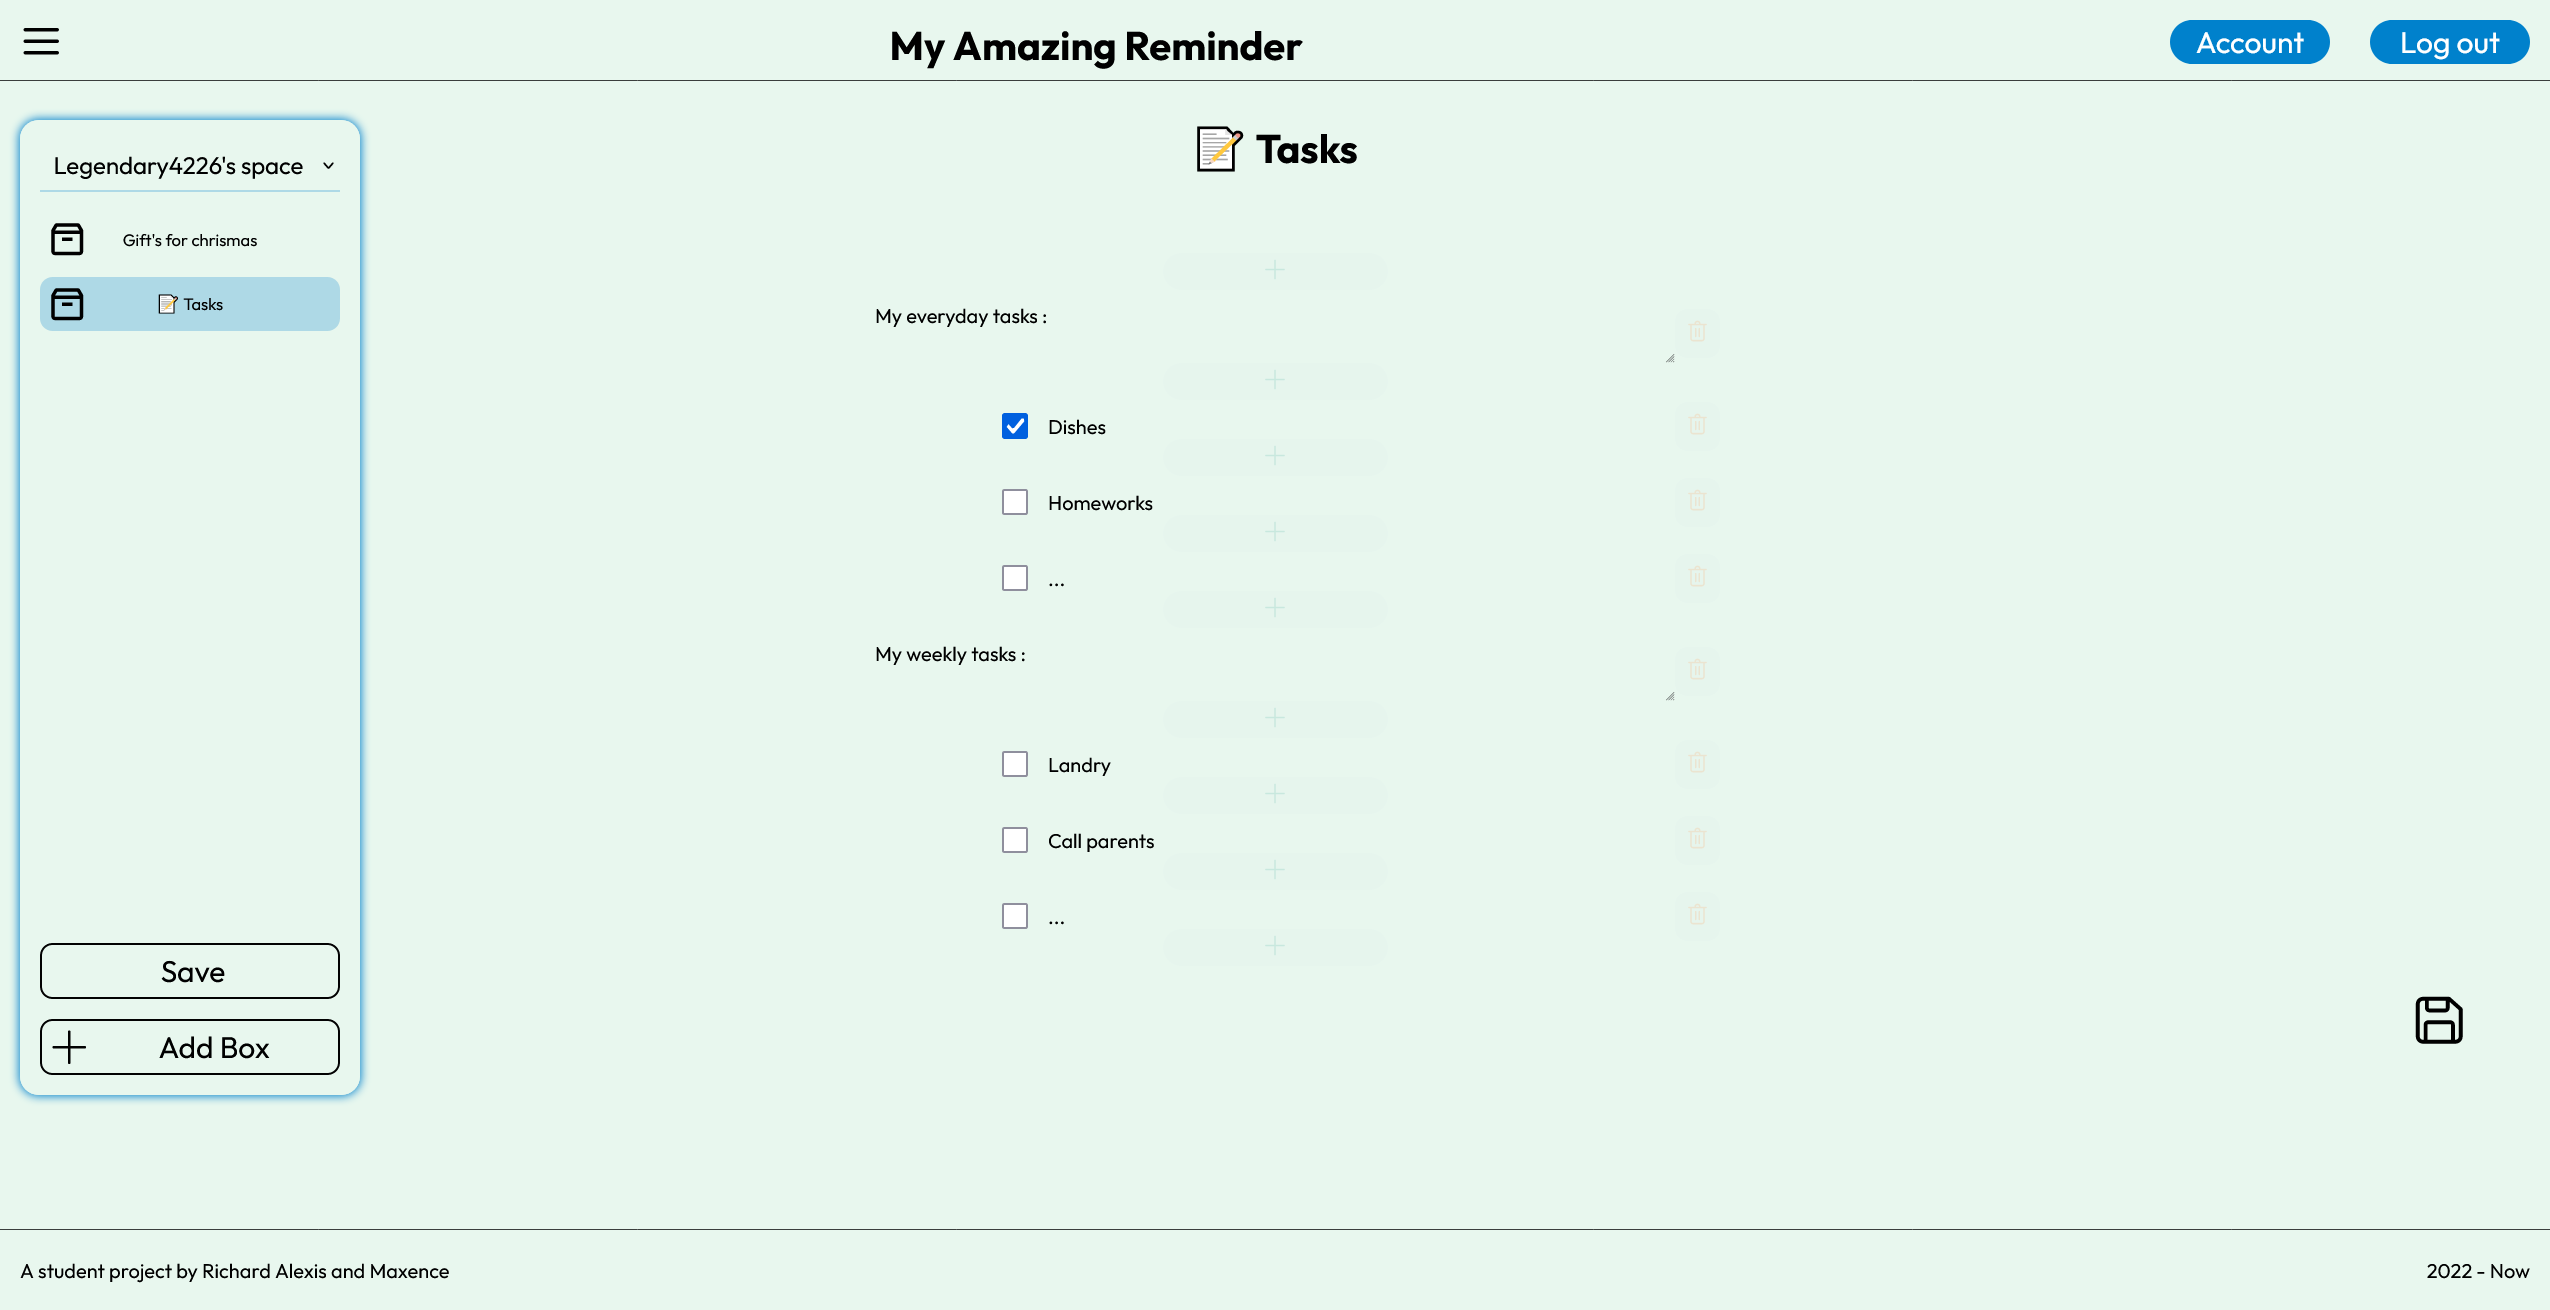 My Amazing Reminder
Account
Log out
Legendary4226's space
Gift's for chrismas
📝 Tasks
Save
Add Box
📝 Tasks
My everyday tasks :
Dishes
Homeworks
...
My weekly tasks :
Landry
Call parents
...
A student project by Richard Alexis and Maxence
2022 - Now